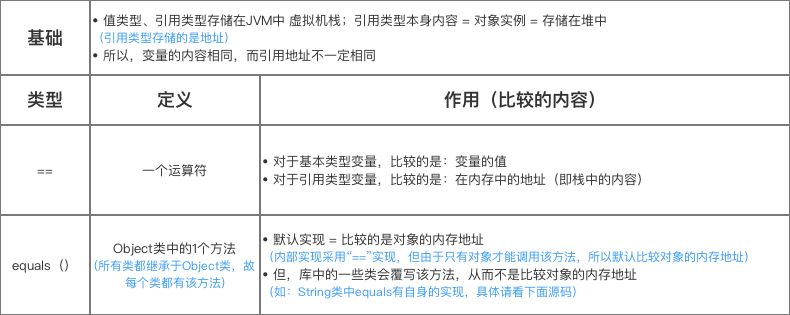 基础
• 值类型、引用类型存储在JVM中 虚拟机栈；引用类型本身内容 = 对象实例 = 存储在堆中
（引用类型存储的是地址）
• 所以，变量的内容相同，而引用地址不一定相同
类型
定义
作用（比较的内容）
==
一个运算符
• 对于基本类型变量，比较的是：变量的值
• 对于引用类型变量，比较的是：在内存中的地址（即栈中的内容）
equals（）
Object类中的1个方法
（所有类都继承于Object类，故
每个类都有该方法）
• 默认实现 = 比较的是对象的内存地址
（内部实现采用“==”实现，但由于只有对象才能调用该方法，所以默认比较对象的内存地址）
• 但，库中的一些类会覆写该方法，从而不是比较对象的内存地址
（如：String类中equals有自身的实现，具体请看下面源码）